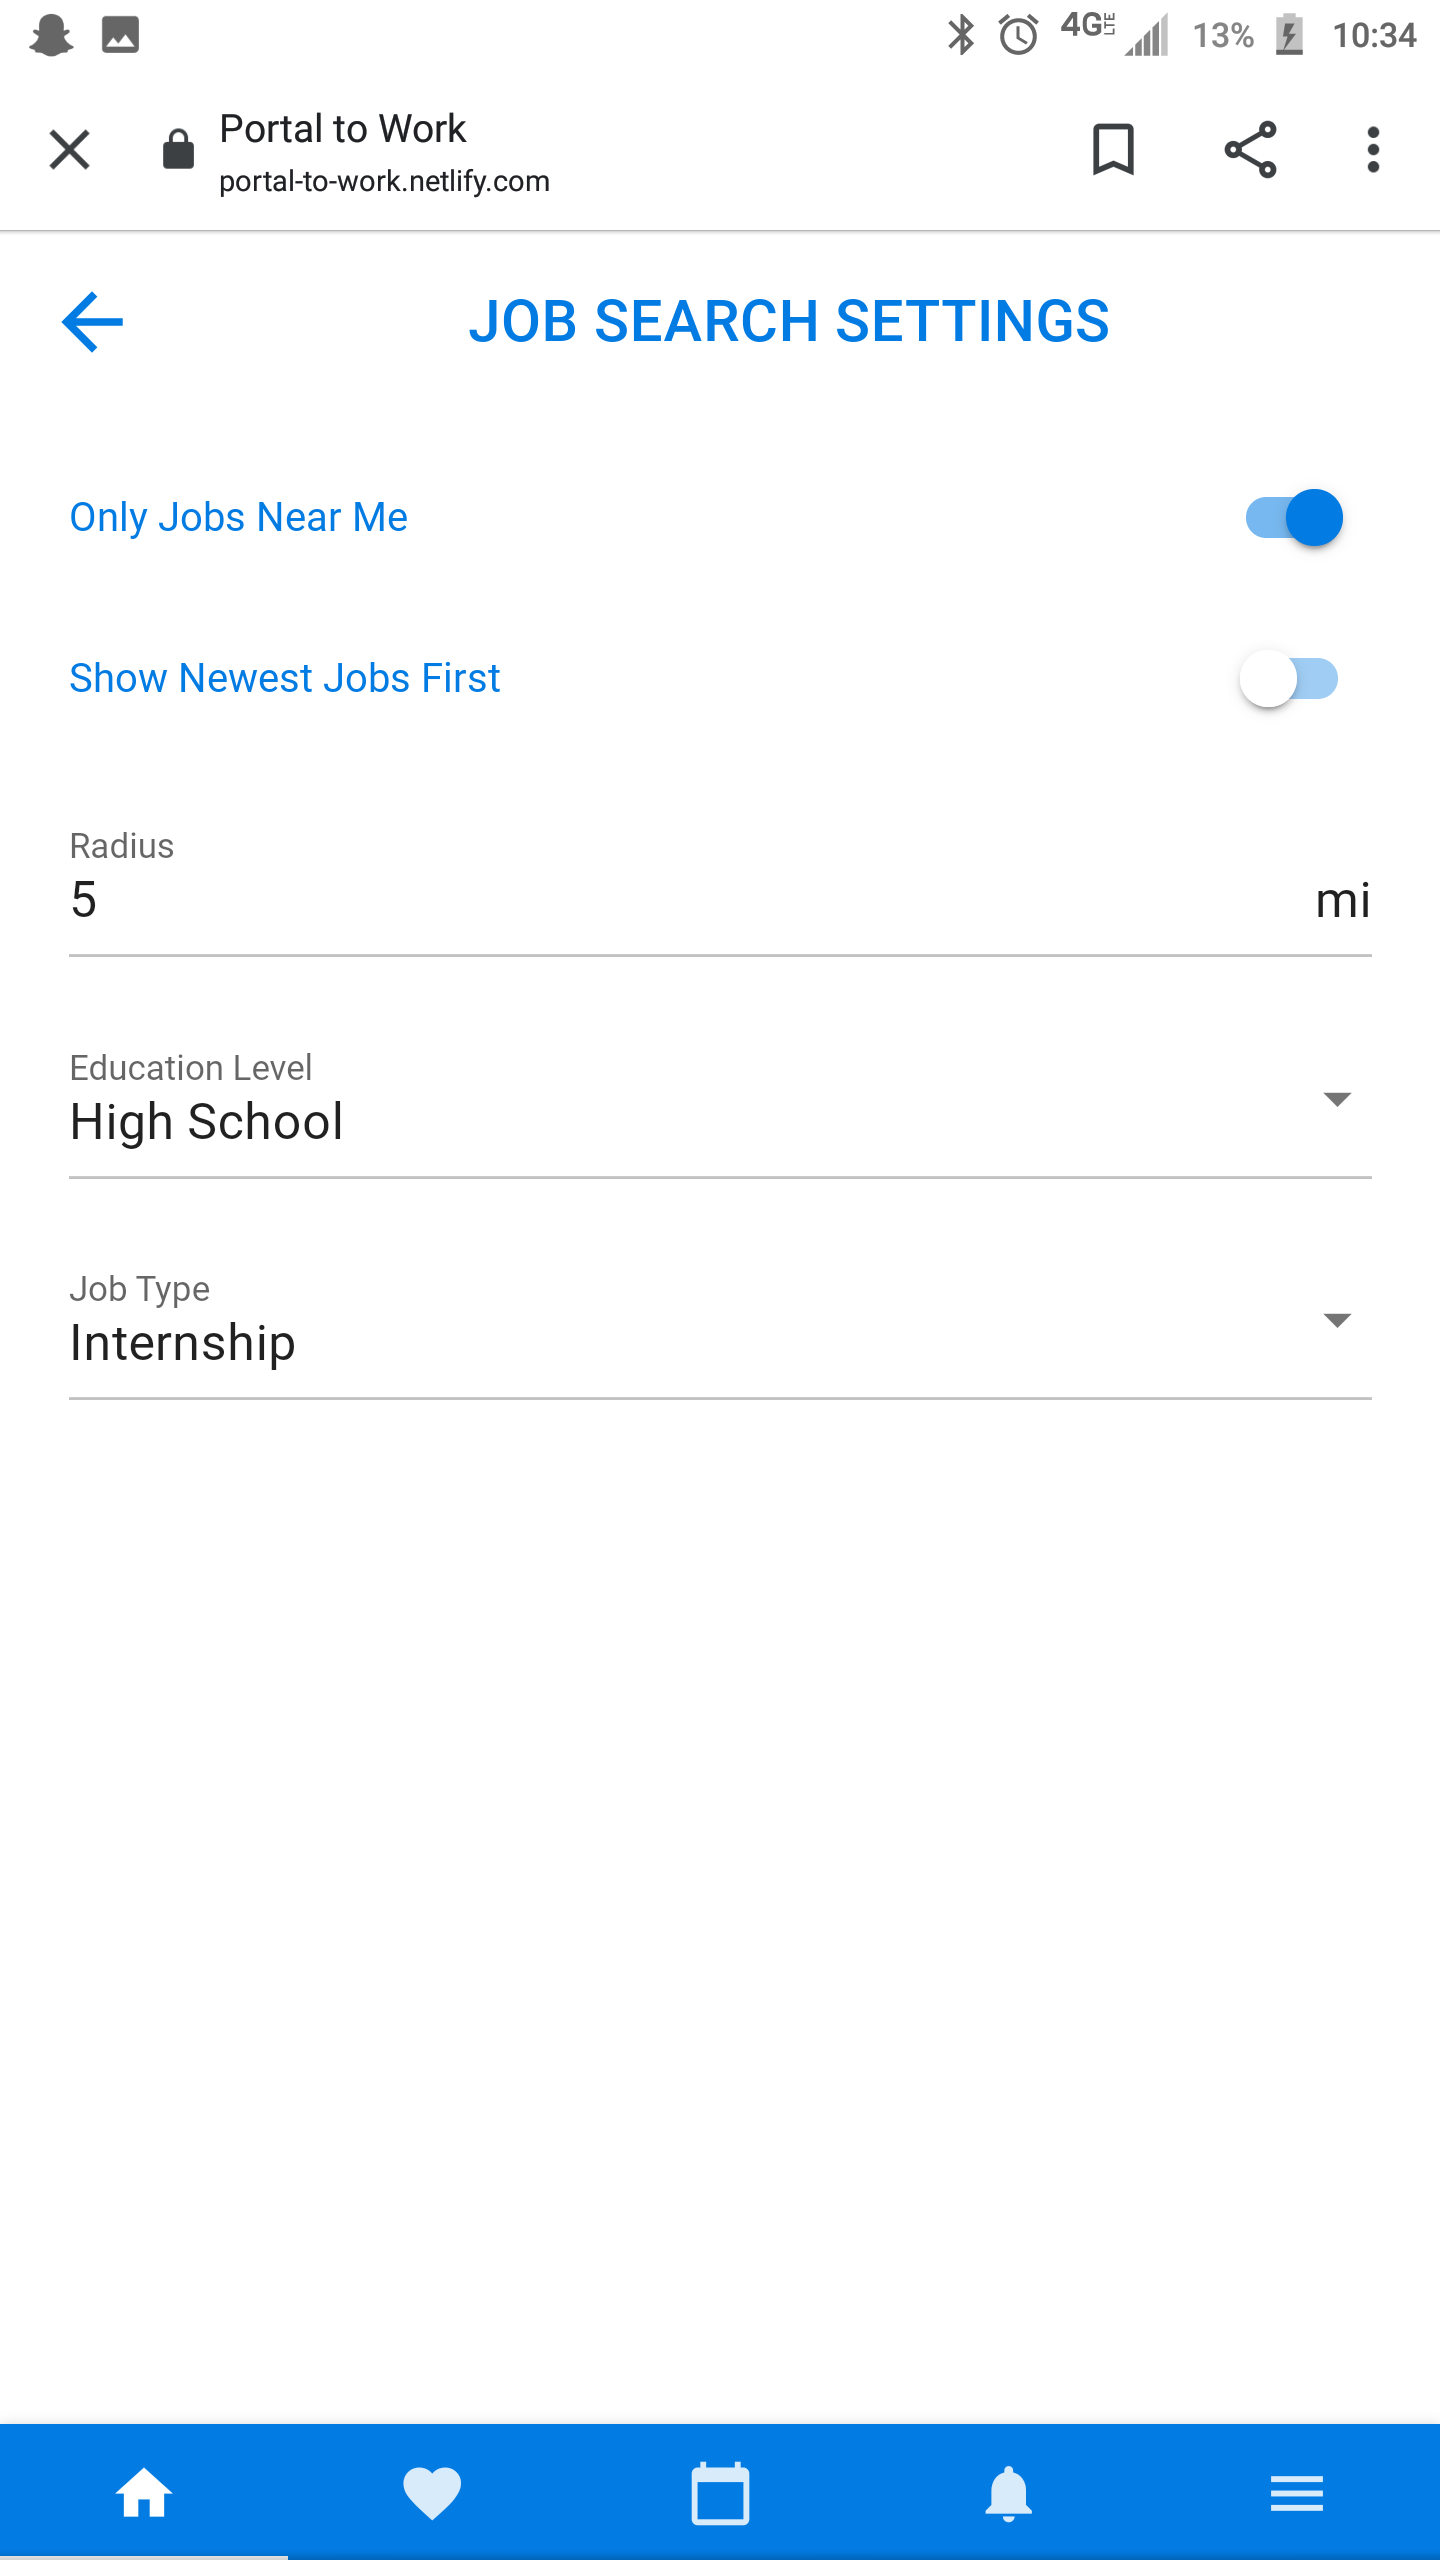 4G LTE 13% 10:34
Portal to Work
portal-to-work.netlify.com
JOB SEARCH SETTINGS
Only Jobs Near Me
Show Newest Jobs First
Radius
5 mi
Education Level
High School
Job Type
Internship